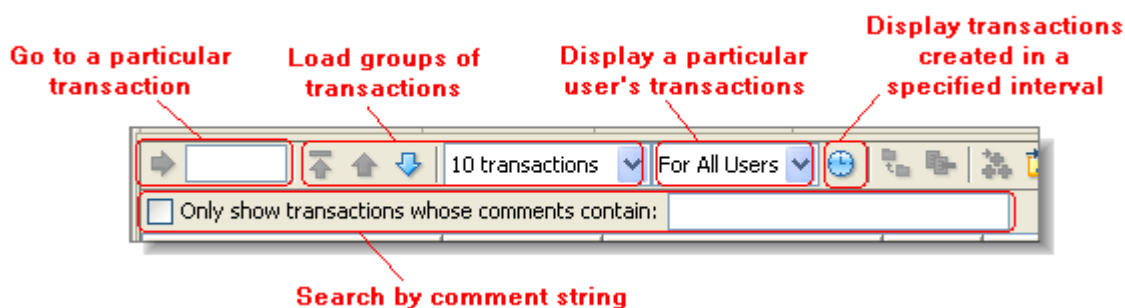 Display transactions
created in a
specified interval
Go to a particular
transaction
Load groups of
transactions
Display a particular
user's transactions
10 transactions
For All Users
Only show transactions whose comments contain:
Search by comment string